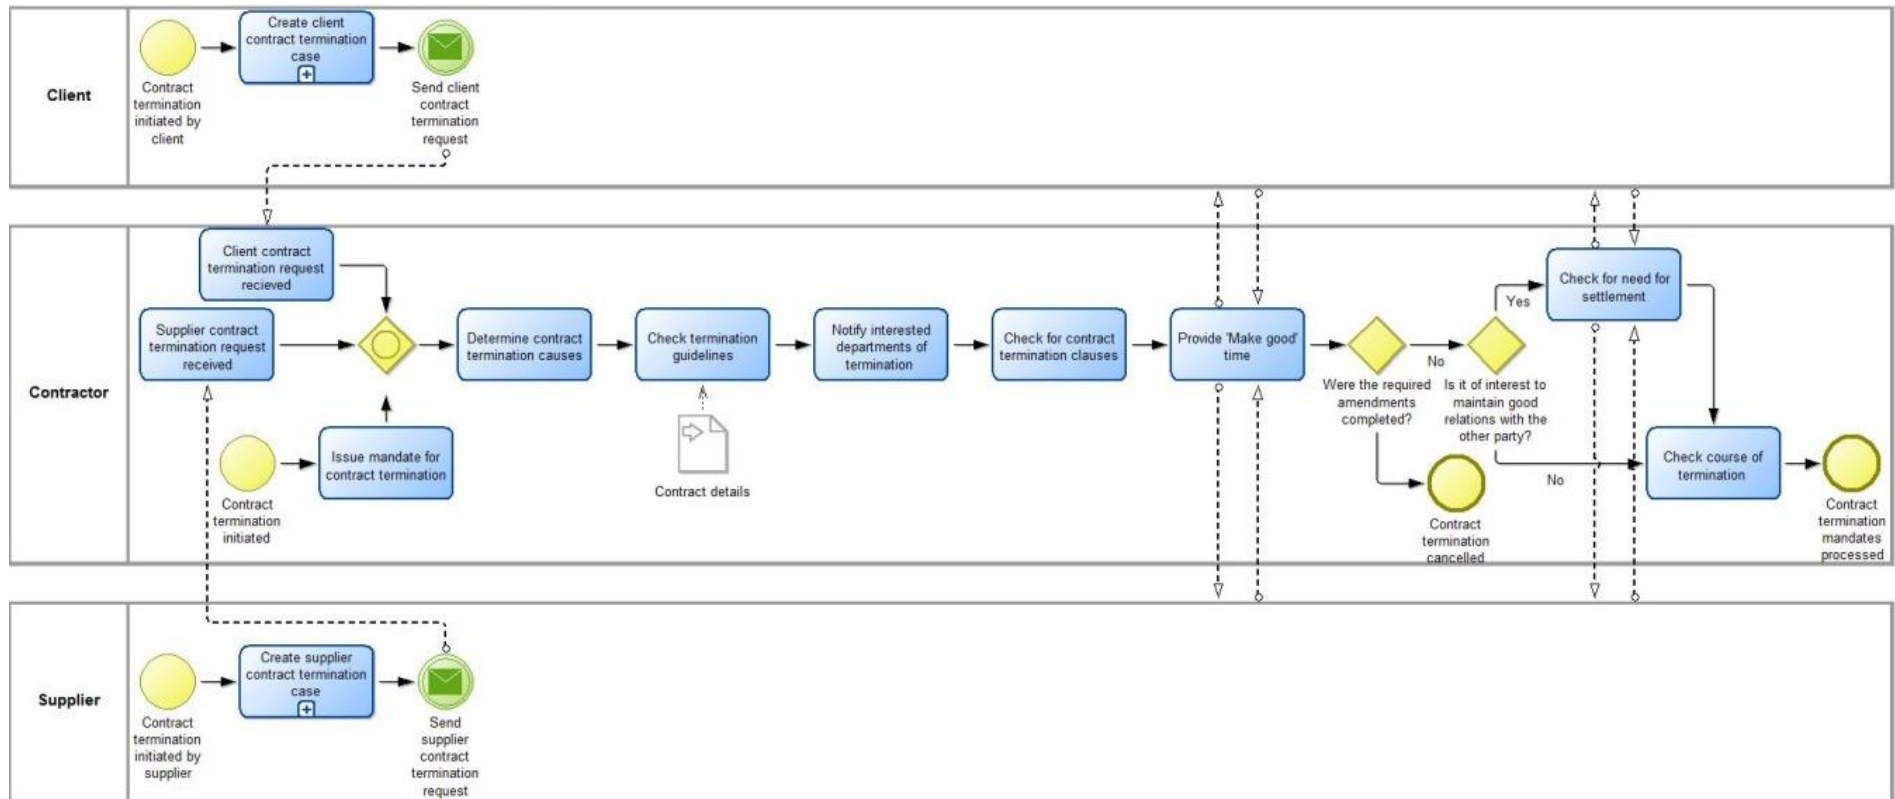 Client
Create client
contract termination
case
Contract
termination
initiated by
client
Send client
contract
termination
request
Contractor
Client contract
termination request
recieved
Supplier contract
termination request
received
Contract
termination
initiated
Issue mandate for
contract termination
Determine contract
termination causes
Check termination
guidelines
Contract details
Notify interested
departments of
termination
Check for contract
termination clauses
Provide 'Make good'
time
Were the required
amendments
completed?
No
Contract
termination
cancelled
Is it of interest to
maintain good
relations with the
other party?
Yes
No
Check for need for
settlement
Check course of
termination
Contract
termination
mandates
processed
Supplier
Create supplier
contract termination
case
Contract
termination
initiated by
supplier
Send
supplier
contract
termination
request